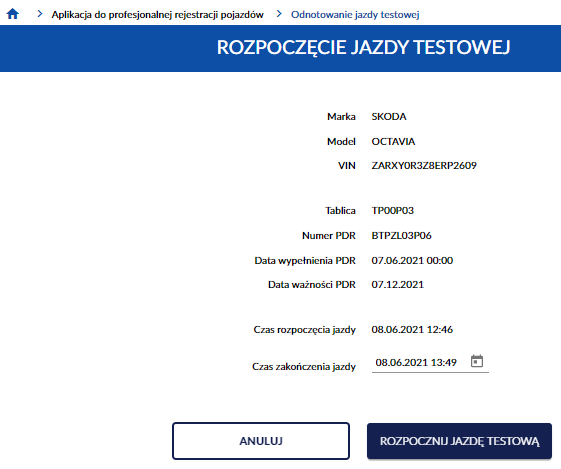 Aplikacja do profesjonalnej rejestracji pojazdów > Odnotowanie jazdy testowej
ROZPOCZĘCIE JAZDY TESTOWEJ
Marka SKODA
Model OCTAVIA
VIN ZARXY0R3Z8ERP2609
Tablica TP00P03
Numer PDR BTPZL03P06
Data wypełnienia PDR 07.06.2021 00:00
Data ważności PDR 07.12.2021
Czas rozpoczęcia jazdy 08.06.2021 12:46
Czas zakończenia jazdy 08.06.2021 13:49
ANULUJ ROZPOCZNIJ JAZDĘ TESTOWĄ